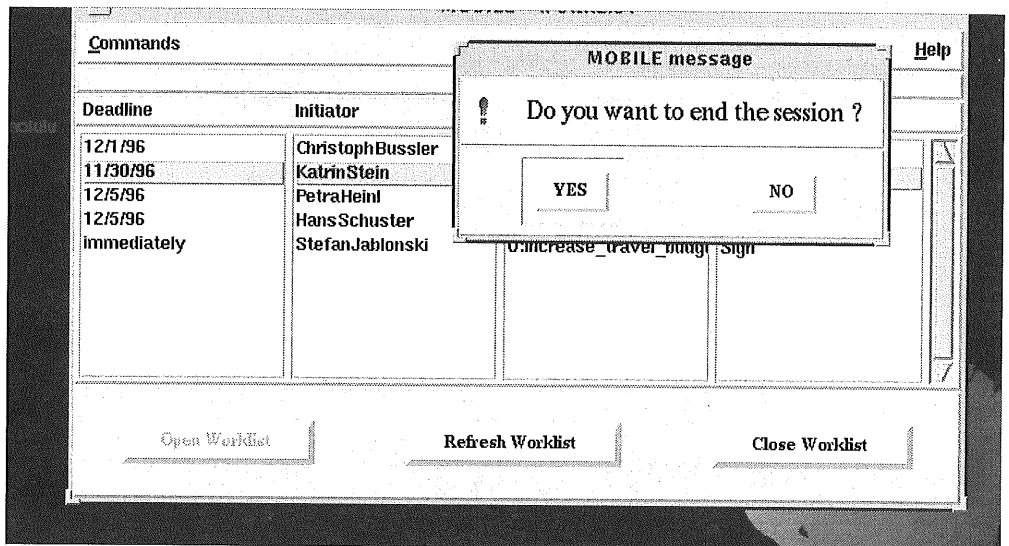 Commands
Help
MOBILE message
Do you want to end the session ?
YES
NO
Deadline
Initiator
12/1/96
ChristophBussler
11/30/96
KatrinStein
12/5/96
PetraHeinl
12/5/96
HansSchuster
immediately
StefanJablonski
Sign
Open Worklist
Refresh Worklist
Close Worklist